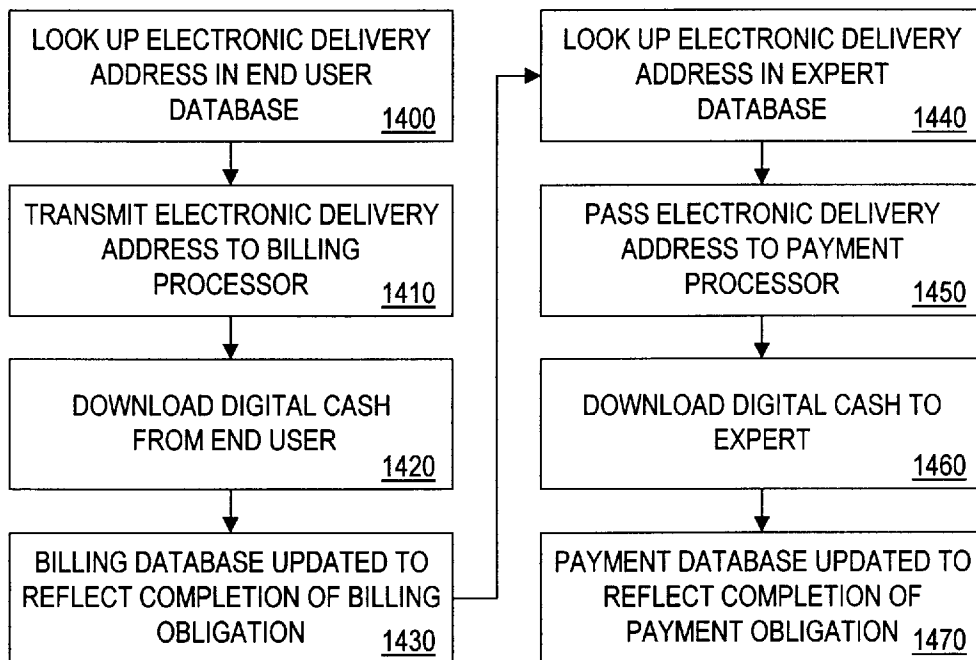 LOOK UP ELECTRONIC DELIVERY
ADDRESS IN END USER
DATABASE 1400
TRANSMIT ELECTRONIC DELIVERY
ADDRESS TO BILLING
PROCESSOR 1410
DOWNLOAD DIGITAL CASH
FROM END USER
1420
BILLING DATABASE UPDATED TO
REFLECT COMPLETION OF BILLING
OBLIGATION 1430
LOOK UP ELECTRONIC DELIVERY
ADDRESS IN EXPERT
DATABASE 1440
PASS ELECTRONIC DELIVERY
ADDRESS TO PAYMENT
PROCESSOR 1450
DOWNLOAD DIGITAL CASH TO
EXPERT
1460
PAYMENT DATABASE UPDATED TO
REFLECT COMPLETION OF
PAYMENT OBLIGATION 1470